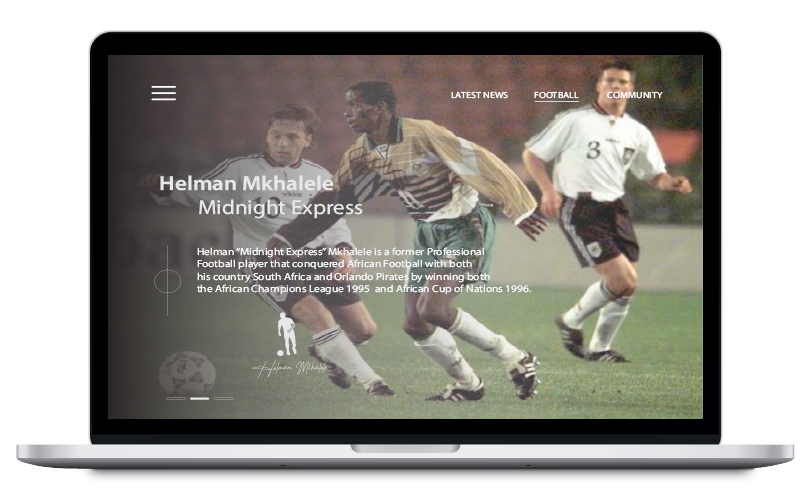 LATEST NEWS FOOTBALL COMMUNITY
3
Helman Mkhalele
Midnight Express
Helman "Midnight Express" Mkhalele is a former Professional
Football player that conquered African Football with both
his country South Africa and Orlando Pirates by winning both
the African Champions League 1995 and African Cup of Nations 1996.
Helman Mkhalele